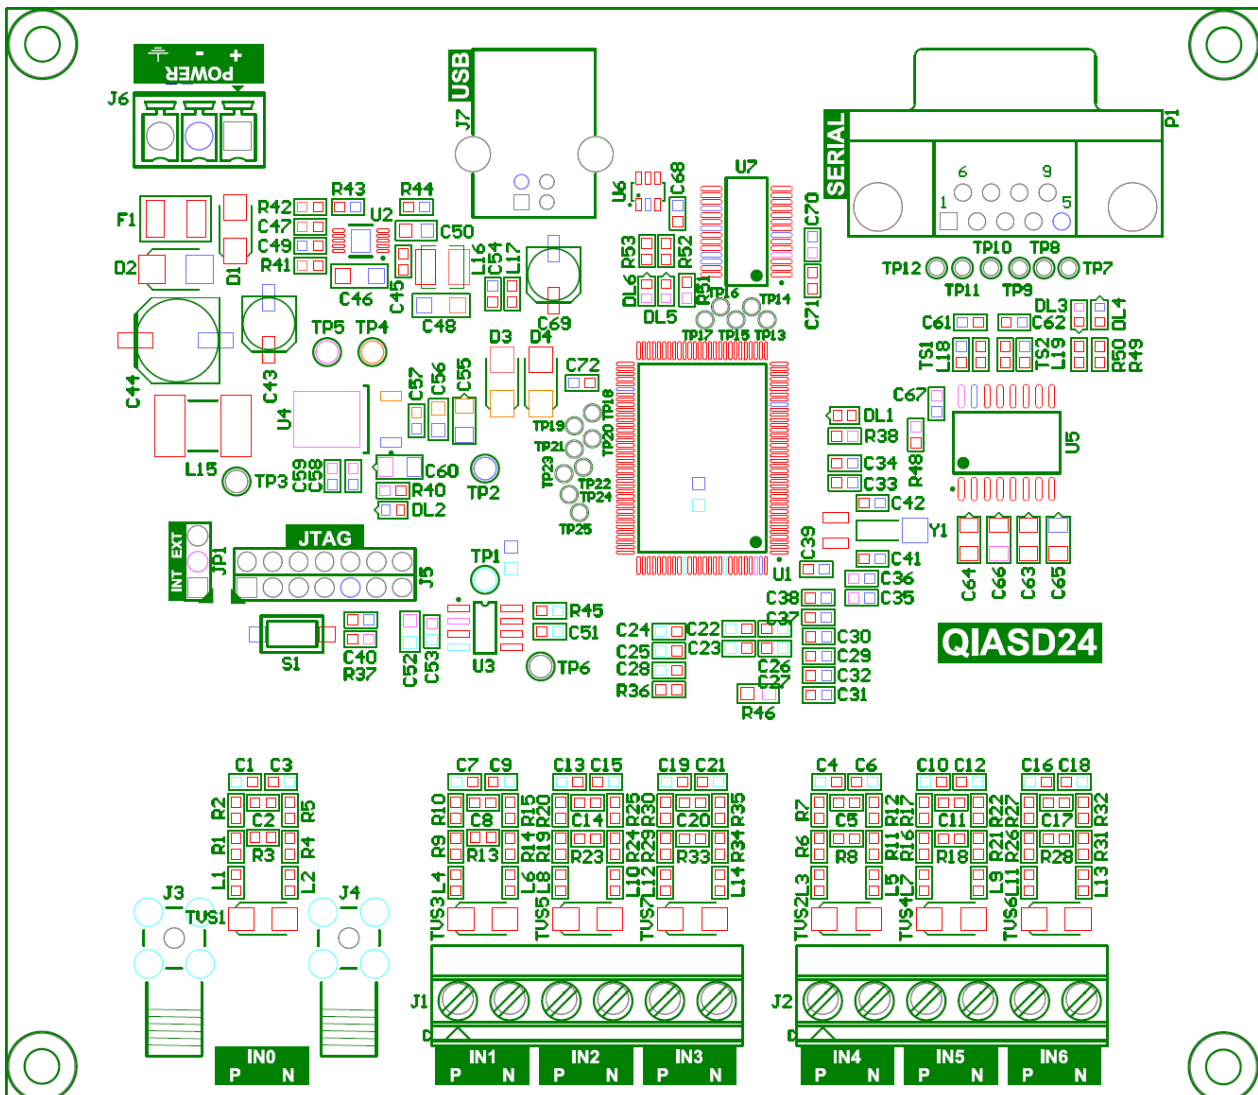 ⏚ - +
POWER
J6
USB
J7
SERIAL
P1
6 9
1 5
U7
U6
C68
C70
R43 R44
R42
C47
C49
R41
U2
C50
F1
D2
D1
C46
C45
L16
C54
L17
C48
C69
R53
R52
DL6
DL5
R51
C71
TP10 TP8
TP12 TP7
TP11 TP9
TP16 TP14
TP17 TP15 TP13
C44
C43
TP5 TP4
D3 D4
C61
C62
DL3
DL4
TS1
L18
TS2
L19
R50
R49
C72
U4
C57
C56
C55
TP18
TP19
TP20
TP21
TP23
TP22
TP24
TP25
DL1
R38
C67
R48
U5
L15
TP3
C59
C58
C60
R40
DL2
TP2
C34
C33
C42
Y1
C39
C41
C36
C35
U1
C64
C66
C63
C65
EXT
INT
JP1
JTAG
J5
TP1
S1
C40
R37
C52
C53
U3
R45
C51
TP6
C24
C25
C28
R36
C22
C23
C26
C27
R46
C38
C37
C30
C29
C32
C31
QIASD24
C1 C3
R2
C2
R5
R1
R3
R4
L1
L2
TVS1
J3 J4
C7 C9 C13 C15 C19 C21
R10
C8
R15
R20
C14
R25
R30
C20
R35
R9
R13
R14
R19
R23
R24
R29
R33
R34
L4
L6
L8
L10
L12
L14
TVS3
TVS5
TVS7
J1
C4 C6 C10 C12 C16 C18
R7
C5
R12
R17
C11
R22
R27
C17
R32
R6
R8
R11
R16
R18
R21
R26
R28
R31
L3
L5
L7
L9
L11
L13
TVS2
TVS4
TVS6
J2
IN0
P N
IN1 IN2 IN3
P N P N P N
IN4 IN5 IN6
P N P N P N